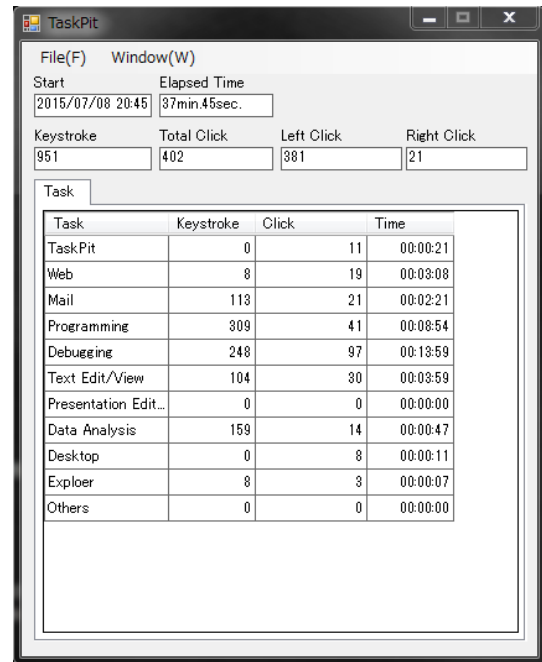 TaskPit
File(F) Window(W)
Start Elapsed Time
2015/07/08 20:45 37min.45sec.
Keystroke Total Click Left Click Right Click
951 402 381 21
Task
Task Keystroke Click Time
TaskPit 0 11 00:00:21
Web 8 19 00:03:08
Mail 113 21 00:02:21
Programming 309 41 00:08:54
Debugging 248 97 00:13:59
Text Edit/View 104 30 00:03:59
Presentation Edit... 0 0 00:00:00
Data Analysis 159 14 00:00:47
Desktop 0 8 00:00:11
Exploer 8 3 00:00:07
Others 0 0 00:00:00